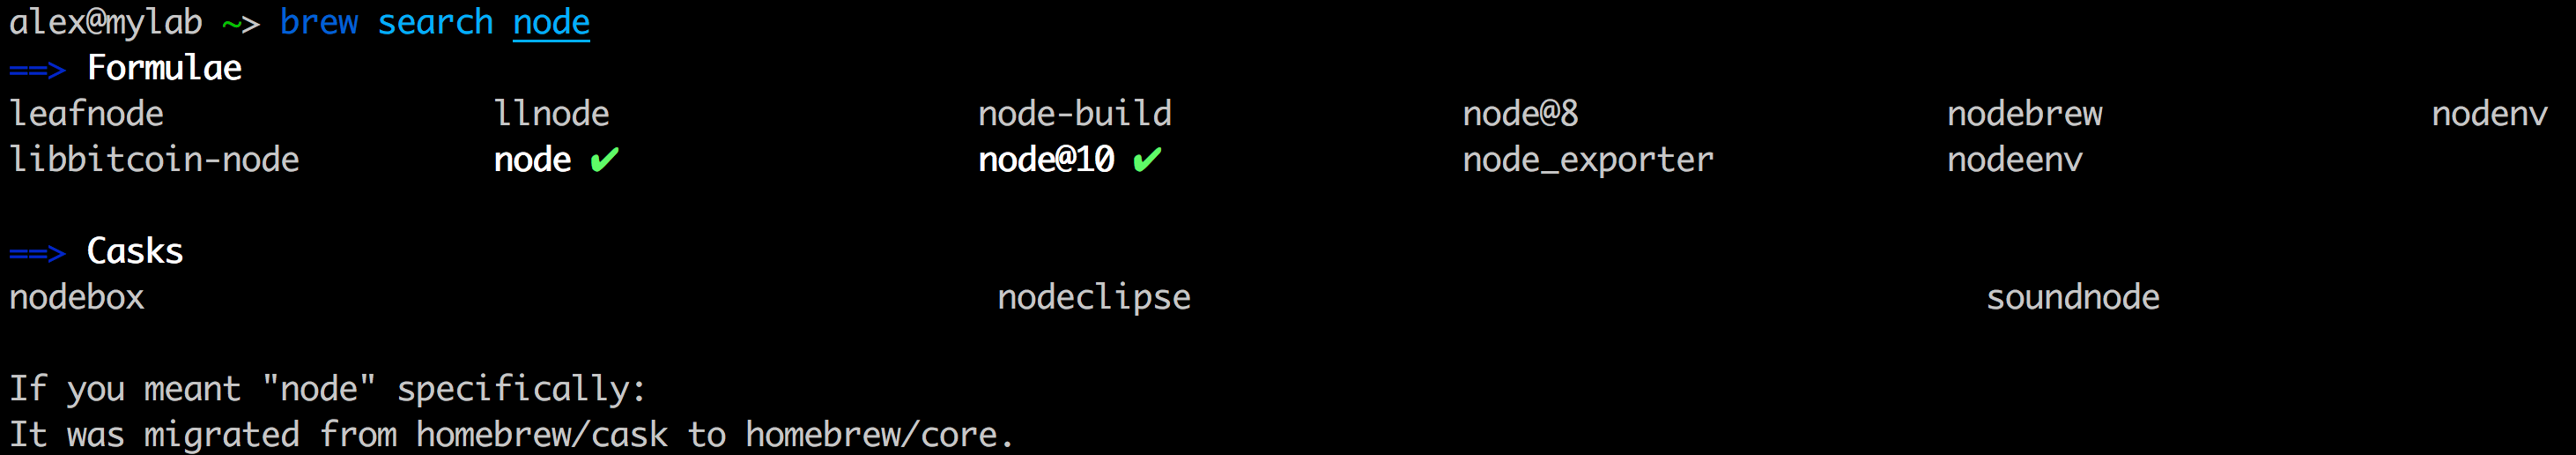 alex@mylab ~> brew search node
==> Formulae
leafnode llnode node-build node@8 nodebrew nodenv
libbitcoin-node node ✔ node@10 ✔ node_exporter nodeenv
==> Casks
nodebox nodeclipse soundnode
If you meant "node" specifically:
It was migrated from homebrew/cask to homebrew/core.